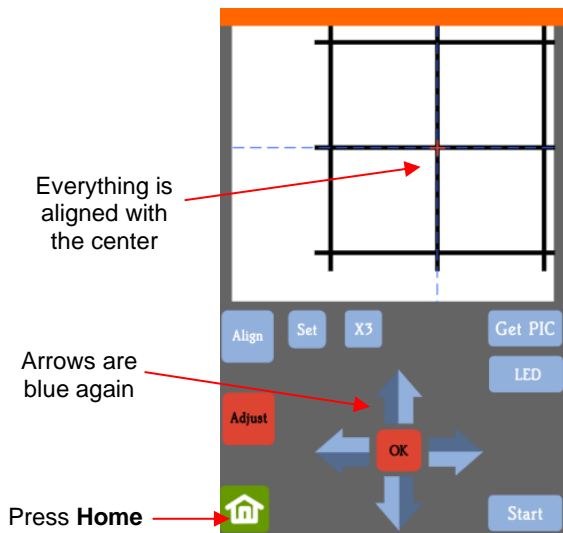 Everything is
aligned with
the center
Align
Set
X3
Get PIC
LED
Arrows are
blue again
Adjust
OK
Press Home
Start